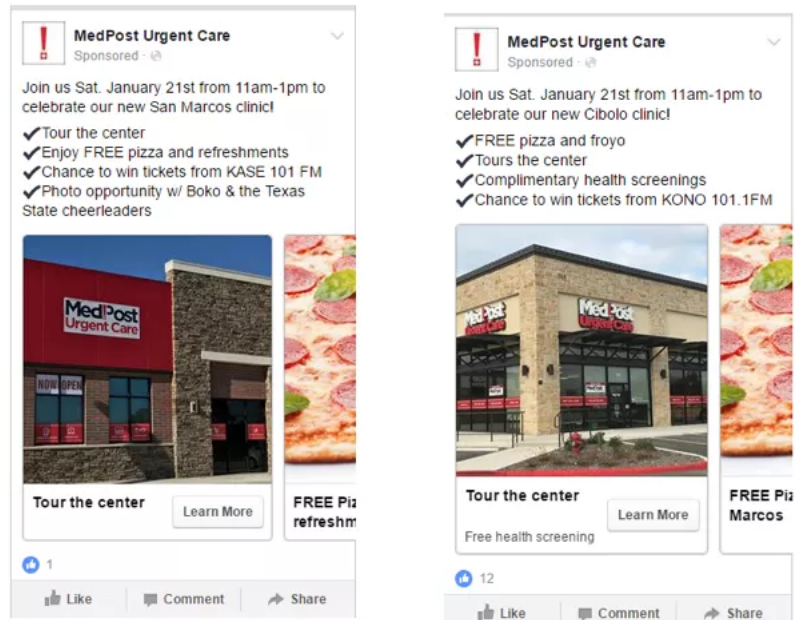 MedPost Urgent Care
Sponsored ·
Join us Sat. January 21st from 11am-1pm to
celebrate our new San Marcos clinic!
✔Tour the center
✔Enjoy FREE pizza and refreshments
✔Chance to win tickets from KASE 101 FM
✔Photo opportunity w/ Boko & the Texas
State cheerleaders
MedPost
Urgent Care
NOW OPEN
Tour the center
Learn More
FREE Piz
refreshm
1
Like
Comment
Share
MedPost Urgent Care
Sponsored ·
Join us Sat. January 21st from 11am-1pm to
celebrate our new Cibolo clinic!
✔FREE pizza and froyo
✔Tours the center
✔Complimentary health screenings
✔Chance to win tickets from KONO 101.1FM
MedPost
Urgent Care
MedPost
Urgent Care
Tour the center
Learn More
Free health screening
FREE Piz
Marcos
12
Like
Comment
Share